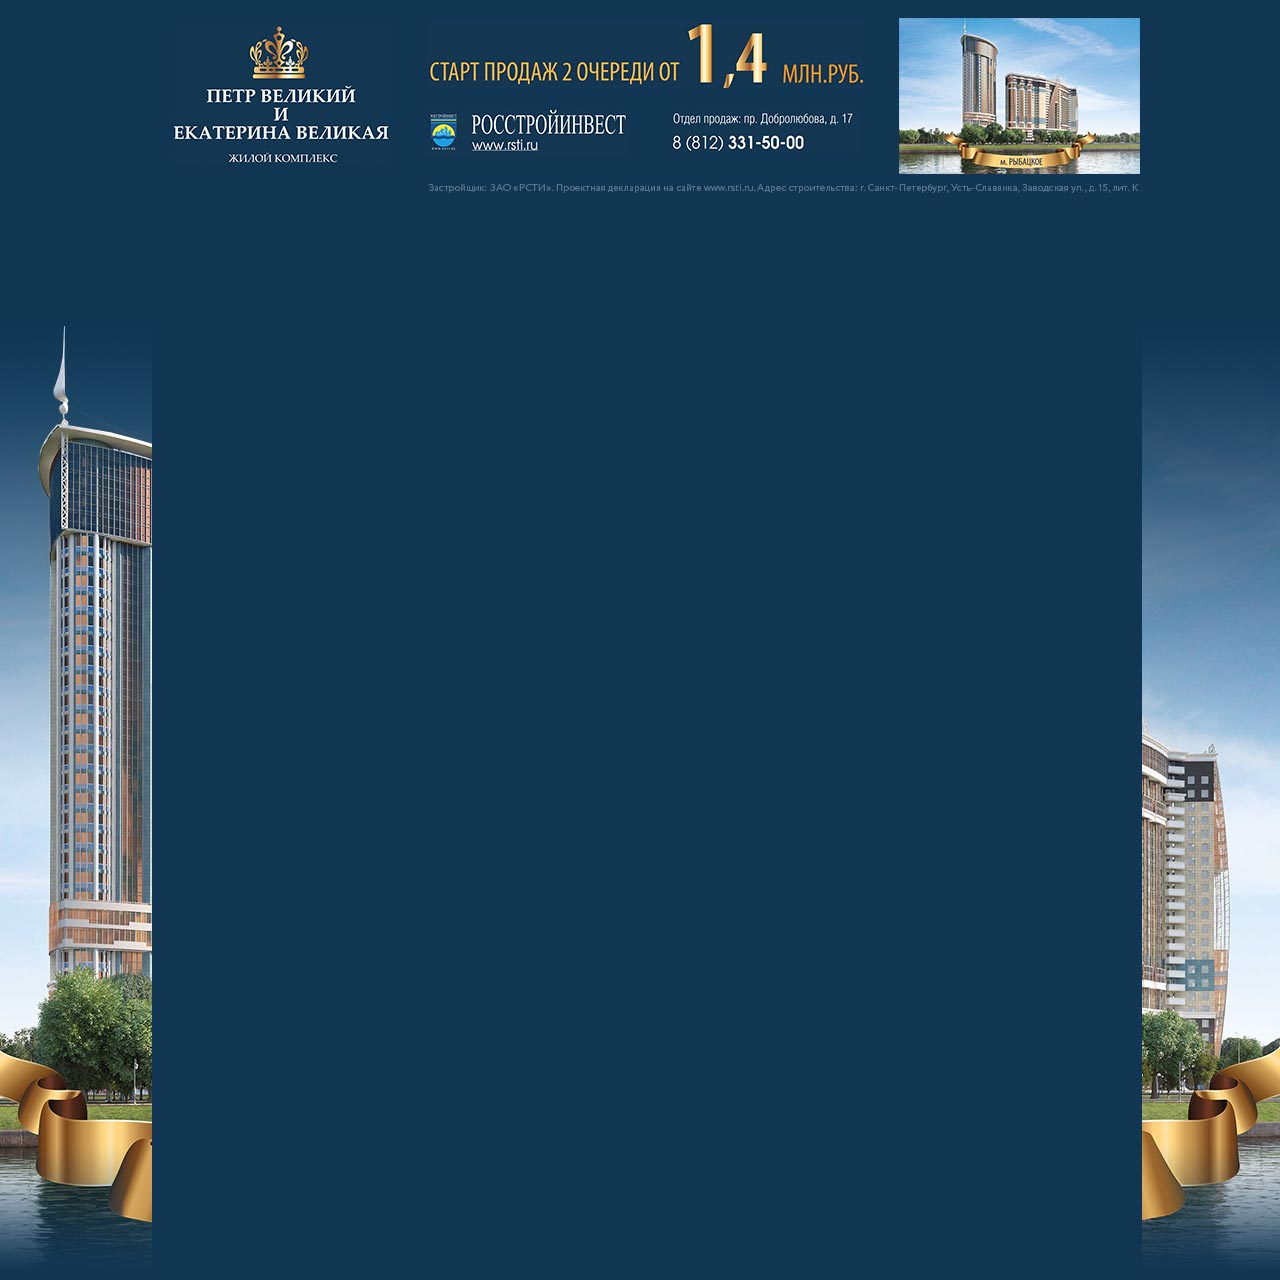 ПЕТР ВЕЛИКИЙ
И
ЕКАТЕРИНА ВЕЛИКАЯ
ЖИЛОЙ КОМПЛЕКС
СТАРТ ПРОДАЖ 2 ОЧЕРЕДИ ОТ 1,4 МЛН.РУБ.
РОССТРОЙИНВЕСТ
www.rsti.ru
Отдел продаж: пр. Добролюбова, д. 17
8 (812) 331-50-00
м. РЫБАЦКОЕ
Застройщик: ЗАО «РСТИ». Проектная декларация на сайте www.rsti.ru. Адрес строительства: г. Санкт-Петербург, Усть-Славянка, Заводская ул., д.15, лит. К